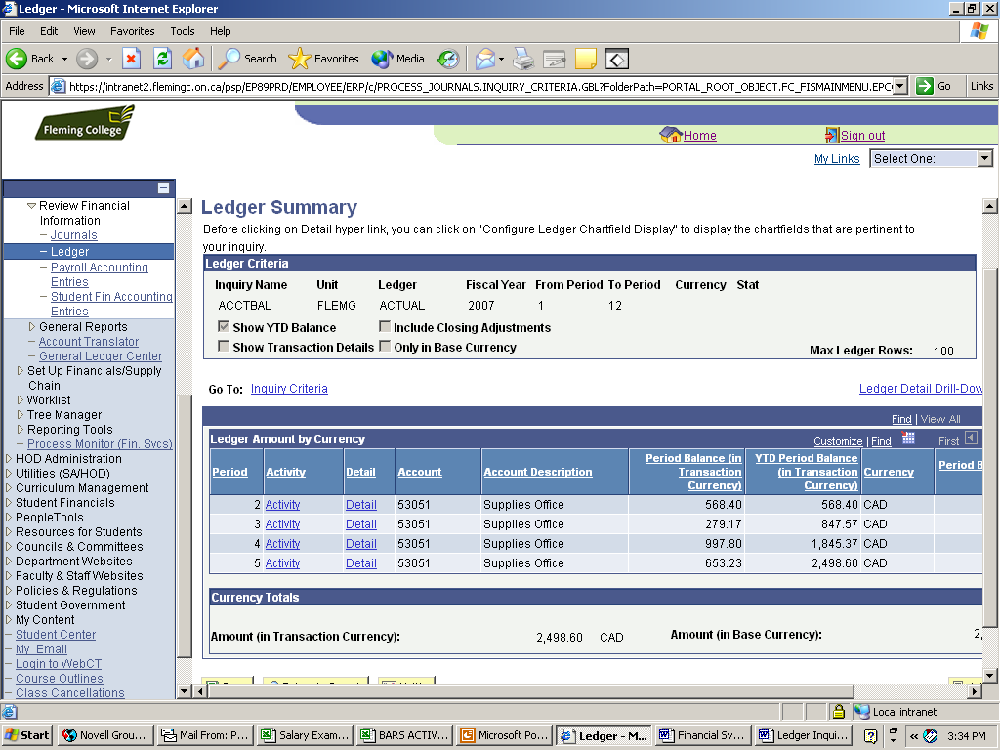 Ledger - Microsoft Internet Explorer
File Edit View Favorites Tools Help
Back Search Favorites Media
Address https://intranet2.flemingc.on.ca/psp/EP89PRD/EMPLOYEE/ERP/c/PROCESS_JOURNALS.INQUIRY_CRITERIA.GBL?FolderPath=PORTAL_ROOT_OBJECT.FC_FISMAINMENU.EPC Go Links
Fleming College
Home Sign out
My Links Select One:
Review Financial
Information
Journals
Ledger
Payroll Accounting
Entries
Student Fin Accounting
Entries
General Reports
Account Translator
General Ledger Center
Set Up Financials/Supply
Chain
Worklist
Tree Manager
Reporting Tools
Process Monitor (Fin. Svcs)
HOD Administration
Utilities (SA/HOD)
Curriculum Management
Student Financials
PeopleTools
Resources for Students
Councils & Committees
Department Websites
Faculty & Staff Websites
Policies & Regulations
Student Government
My Content
Student Center
My Email
Login to WebCT
Course Outlines
Class Cancellations
Ledger Summary
Before clicking on Detail hyper link, you can click on "Configure Ledger Chartfield Display" to display the chartfields that are pertinent to
your inquiry.
Ledger Criteria
Inquiry Name Unit Ledger Fiscal Year From Period To Period Currency Stat
ACCTBAL FLEMG ACTUAL 2007 1 12
Show YTD Balance Include Closing Adjustments
Show Transaction Details Only in Base Currency Max Ledger Rows: 100
Go To: Inquiry Criteria Ledger Detail Drill-Dow
Find | View All
Ledger Amount by Currency Customize | Find | First
Period Activity Detail Account Account Description Period Balance (in Transaction Currency) YTD Period Balance (in Transaction Currency) Currency Period B
2 Activity Detail 53051 Supplies Office 568.40 568.40 CAD
3 Activity Detail 53051 Supplies Office 279.17 847.57 CAD
4 Activity Detail 53051 Supplies Office 997.80 1,845.37 CAD
5 Activity Detail 53051 Supplies Office 653.23 2,498.60 CAD
Currency Totals
Amount (in Transaction Currency): 2,498.60 CAD Amount (in Base Currency): 2,
Local intranet
Start Novell Grou... Mail From: P... Salary Exam... BARS ACTIV... Microsoft Po... Ledger - M... Financial Sy... Ledger Inqui... 3:34 PM